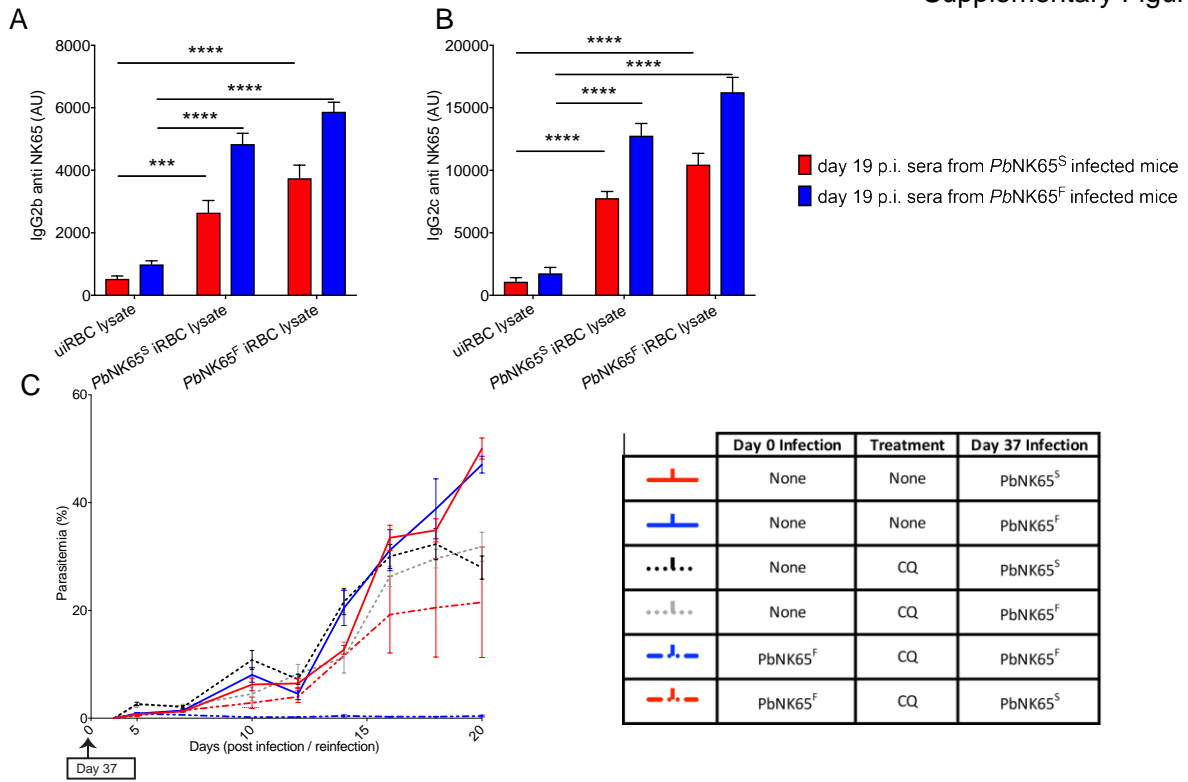 Supplementary Figur
A
8000
6000
4000
2000
0
IgG2b anti NK65 (AU)
****
****
****
***
uiRBC lysate
PbNK65S iRBC lysate
PbNK65F iRBC lysate
B
20000
15000
10000
5000
0
IgG2c anti NK65 (AU)
****
****
****
****
uiRBC lysate
PbNK65S iRBC lysate
PbNK65F iRBC lysate
day 19 p.i. sera from PbNK65S infected mice
day 19 p.i. sera from PbNK65F infected mice
C
60
40
20
0
Parasitemia (%)
0 5 10 15 20
Days (post infection / reinfection)
Day 37
Day 0 Infection Treatment Day 37 Infection
None None PbNK65S
None None PbNK65F
None CQ PbNK65S
None CQ PbNK65F
PbNK65F CQ PbNK65F
PbNK65F CQ PbNK65S